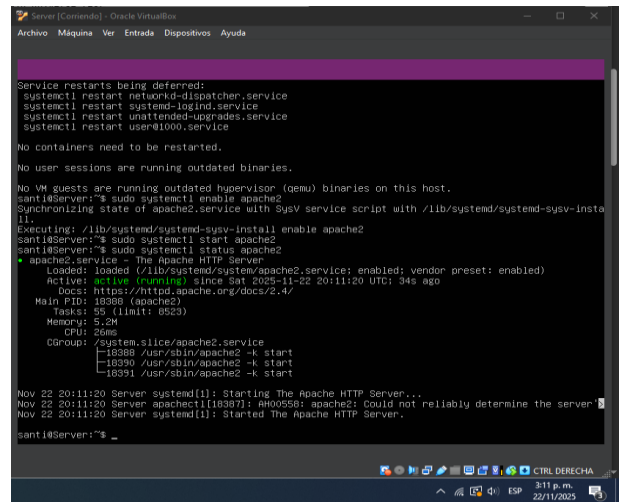 Server [Corriendo] - Oracle VirtualBox
Archivo Máquina Ver Entrada Dispositivos Ayuda
Service restarts being deferred:
systemctl restart networkd-dispatcher.service
systemctl restart systemd-logind.service
systemctl restart unattended-upgrades.service
systemctl restart user@1000.service
No containers need to be restarted.
No user sessions are running outdated binaries.
No VM guests are running outdated hypervisor (qemu) binaries on this host.
santi@Server:~$ sudo systemctl enable apache2
Synchronizing state of apache2.service with SysV service script with /lib/systemd/systemd-sysv-insta
ll.
Executing: /lib/systemd/systemd-sysv-install enable apache2
santi@Server:~$ sudo systemctl start apache2
santi@Server:~$ sudo systemctl status apache2
● apache2.service - The Apache HTTP Server
Loaded: loaded (/lib/systemd/system/apache2.service; enabled; vendor preset: enabled)
Active: active (running) since Sat 2025-11-22 20:11:20 UTC; 34s ago
Docs: https://httpd.apache.org/docs/2.4/
Main PID: 18388 (apache2)
Tasks: 55 (limit: 8523)
Memory: 5.2M
CPU: 26ms
CGroup: /system.slice/apache2.service
├─18388 /usr/sbin/apache2 -k start
├─18390 /usr/sbin/apache2 -k start
└─18391 /usr/sbin/apache2 -k start
Nov 22 20:11:20 Server systemd[1]: Starting The Apache HTTP Server...
Nov 22 20:11:20 Server apachectl[18387]: AH00558: apache2: Could not reliably determine the server'>
Nov 22 20:11:20 Server systemd[1]: Started The Apache HTTP Server.
santi@Server:~$ _
CTRL DERECHA
ESP
3:11 p. m.
22/11/2025
3